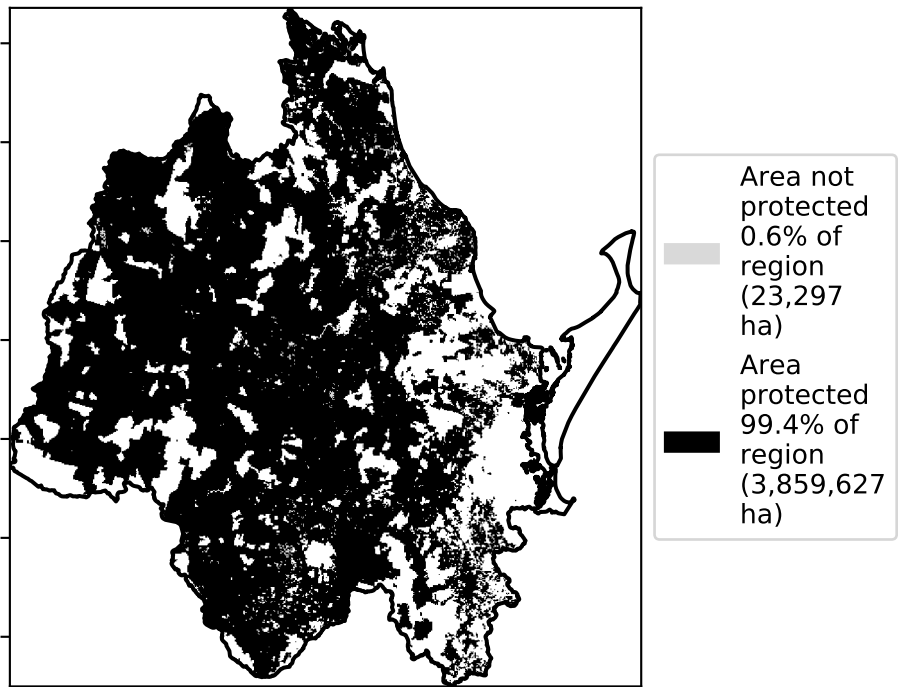 Area not
protected
0.6% of
region
(23,297
ha)
Area
protected
99.4% of
region
(3,859,627
ha)